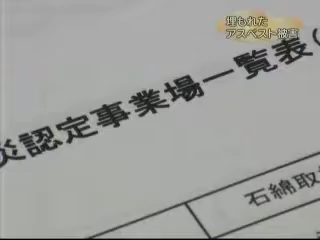 埋もれた
アスベスト被害
災認定事業場一覧表(
石綿取